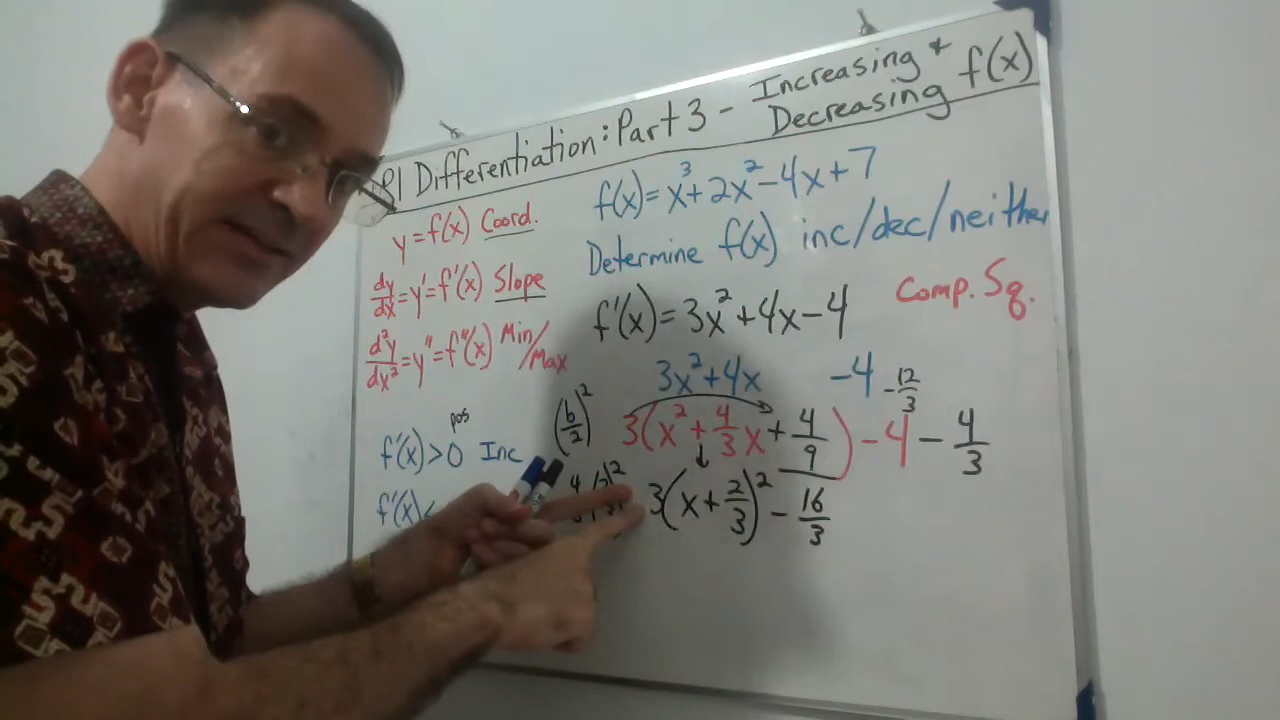 P1 Differentiation: Part 3 - Increasing + Decreasing f(x)
y = f(x) Coord.
dy/dx = y' = f'(x) Slope
d²y/dx² = y" = f"(x) Min/Max
pos
f'(x) > 0 Inc
f'(x) <
f(x) = x³ + 2x² - 4x + 7
Determine f(x) inc/dec/neither
f'(x) = 3x² + 4x - 4
Comp. Sq.
3x² + 4x -4 -12/3
(b/2)²
3(x² + 4/3x + 4/9) - 4 - 4/3
3(x + 2/3)² - 16/3